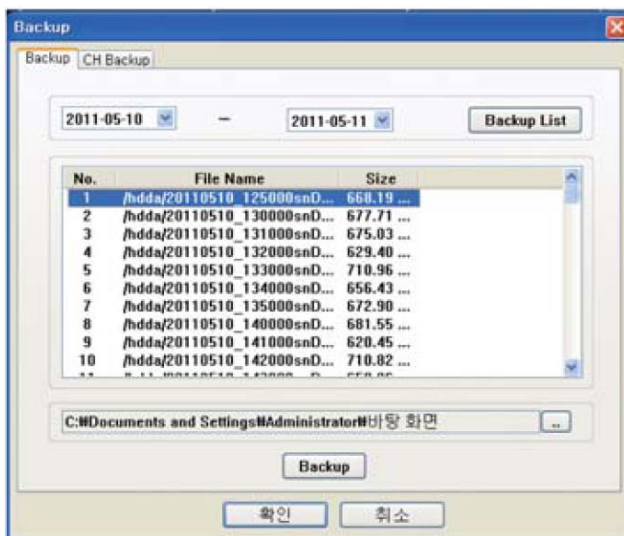 Backup
Backup CH Backup
2011-05-10 – 2011-05-11 Backup List
No. File Name Size
1 /hdda/20110510_125000snD... 668.19 ...
2 /hdda/20110510_130000snD... 677.71 ...
3 /hdda/20110510_131000snD... 675.03 ...
4 /hdda/20110510_132000snD... 629.40 ...
5 /hdda/20110510_133000snD... 710.96 ...
6 /hdda/20110510_134000snD... 656.43 ...
7 /hdda/20110510_135000snD... 672.90 ...
8 /hdda/20110510_140000snD... 681.55 ...
9 /hdda/20110510_141000snD... 620.45 ...
10 /hdda/20110510_142000snD... 710.82 ...
C:₩Documents and Settings₩Administrator₩바탕 화면 ..
Backup
확인 취소